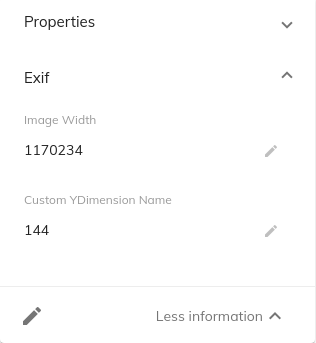 Properties
Exif
Image Width
1170234
Custom YDimension Name
144
Less information